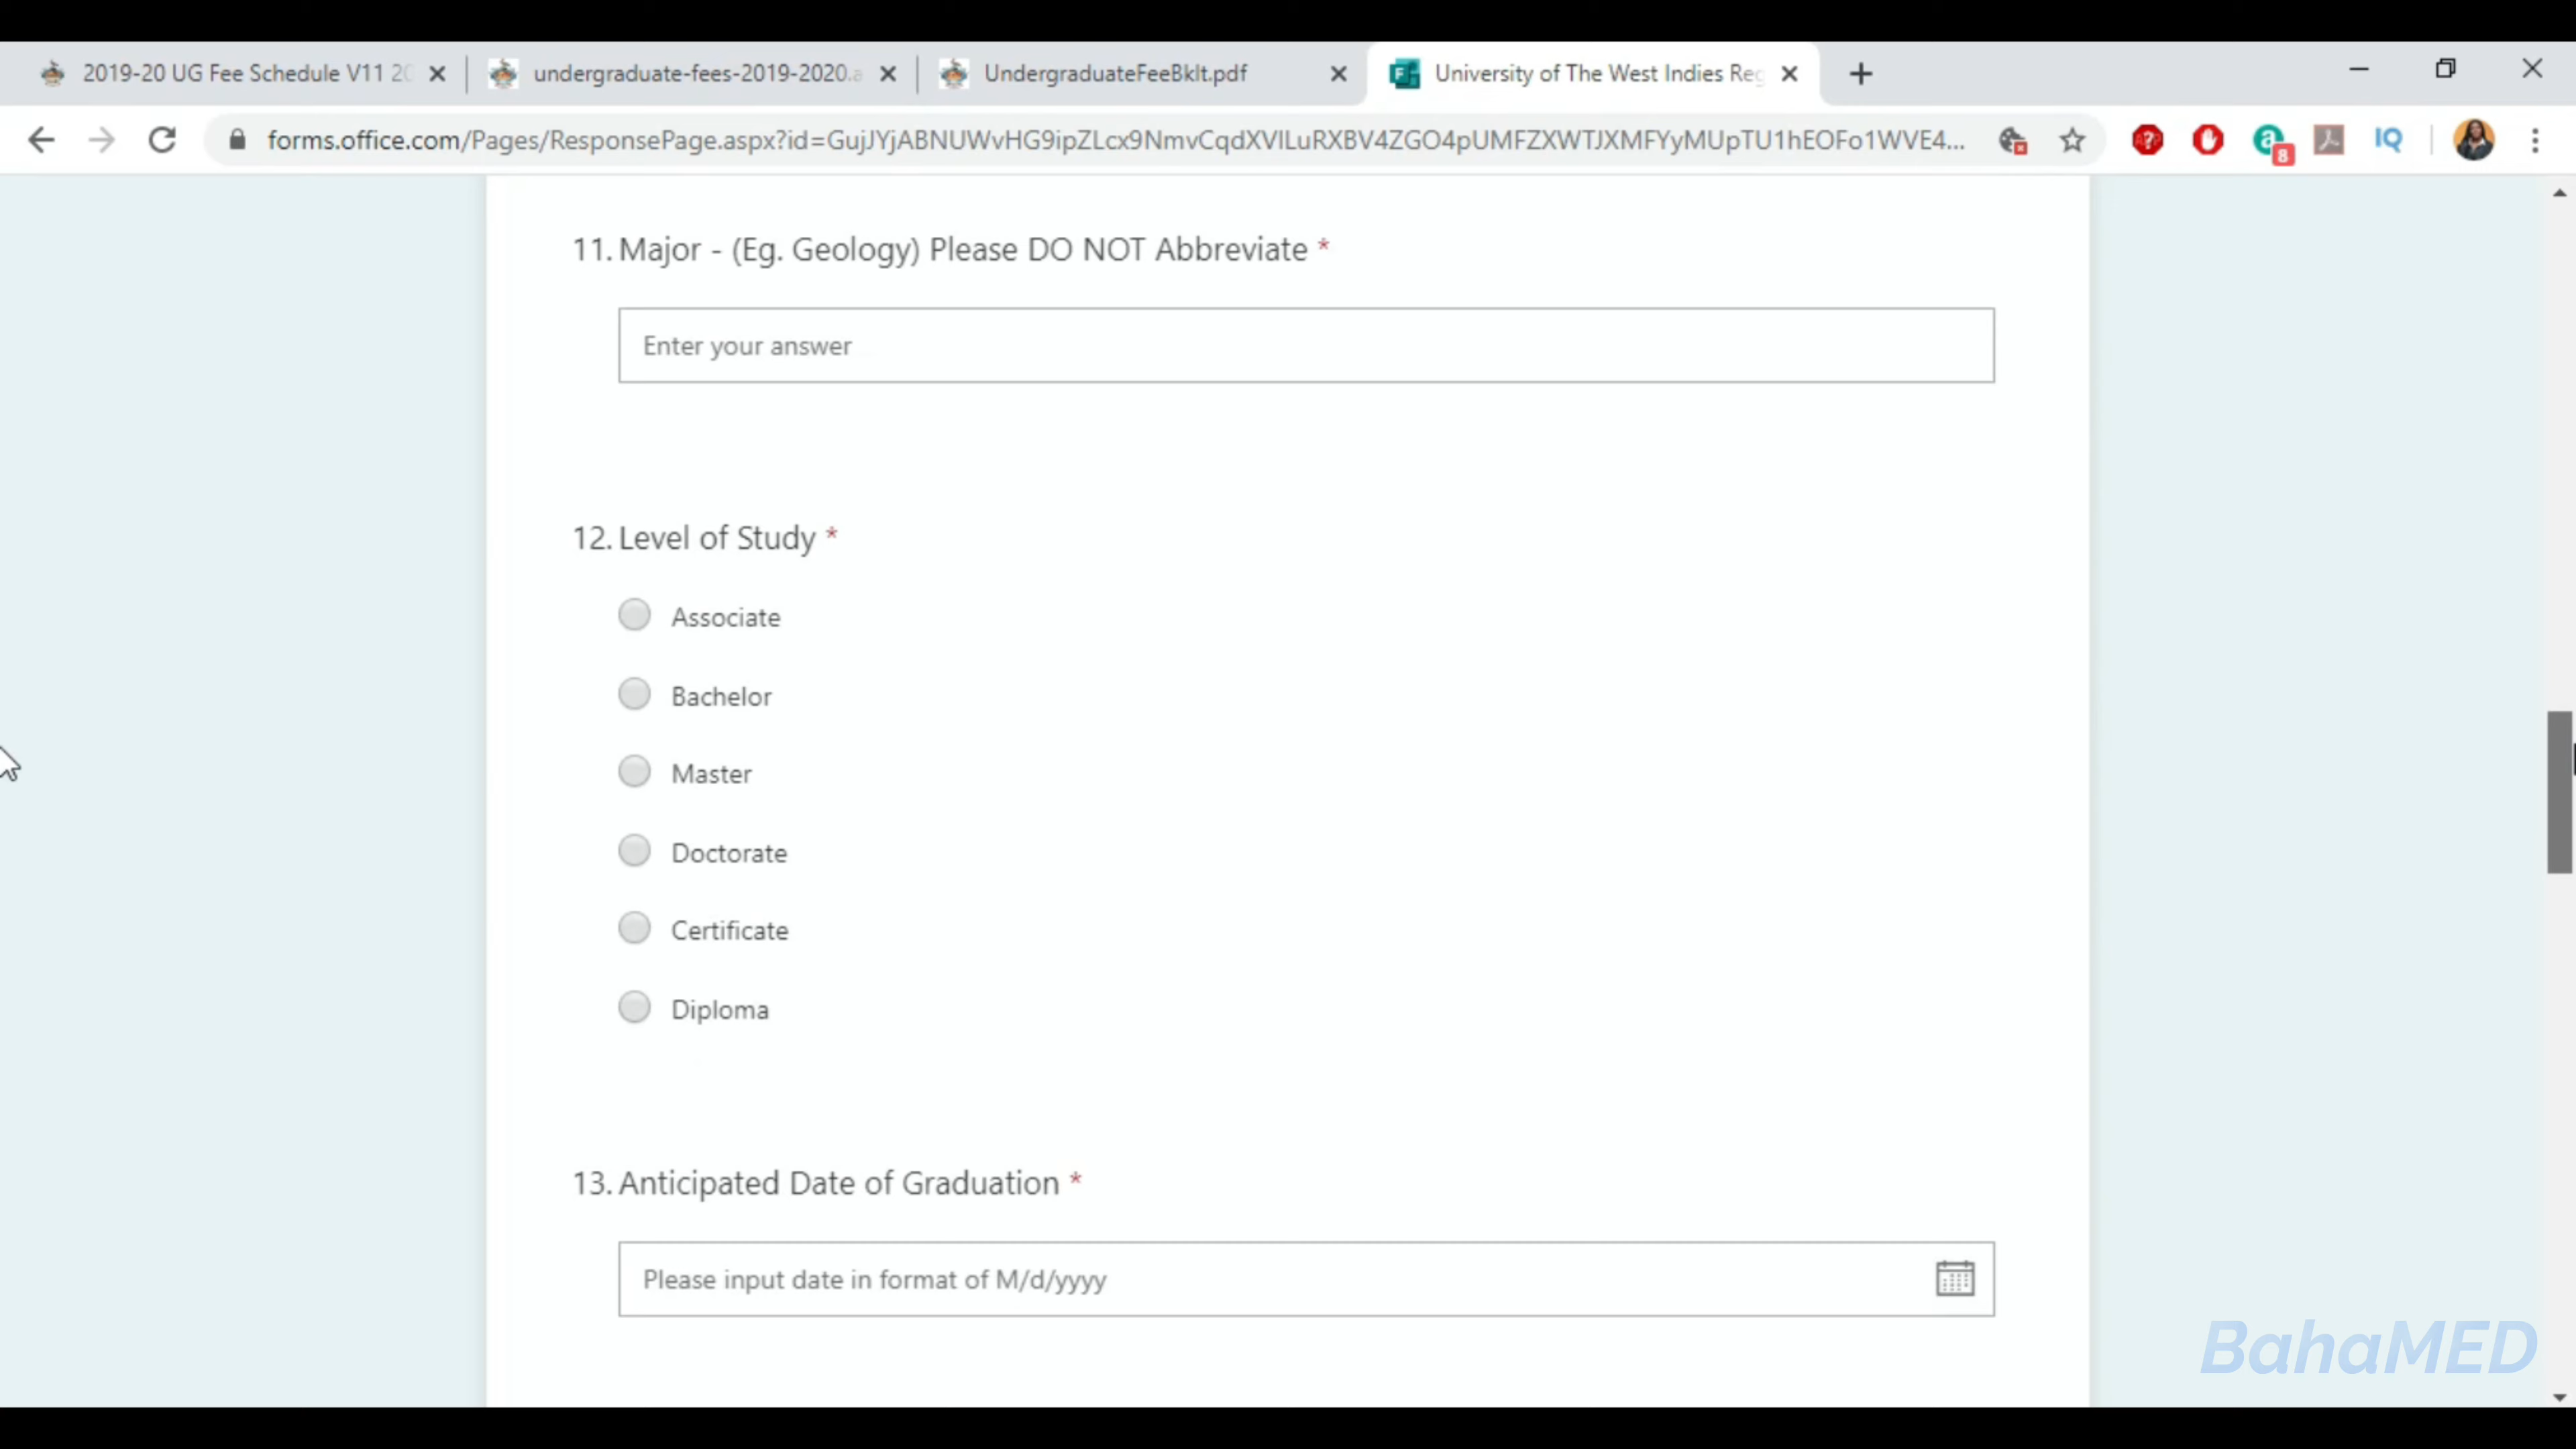 2019-20 UG Fee Schedule V11 20
undergraduate-fees-2019-2020.a
UndergraduateFeeBklt.pdf
University of The West Indies Reg
forms.office.com/Pages/ResponsePage.aspx?id=GujJYjABNUWvHG9ipZLcx9NmvCqdXVlLuRXBV4ZGO4pUMFZXWTJXMFYyMUpTU1hEOFo1WVE4...
8
IQ
11. Major - (Eg. Geology) Please DO NOT Abbreviate *
Enter your answer
12. Level of Study *
Associate
Bachelor
Master
Doctorate
Certificate
Diploma
13. Anticipated Date of Graduation *
Please input date in format of M/d/yyyy
BahaMED